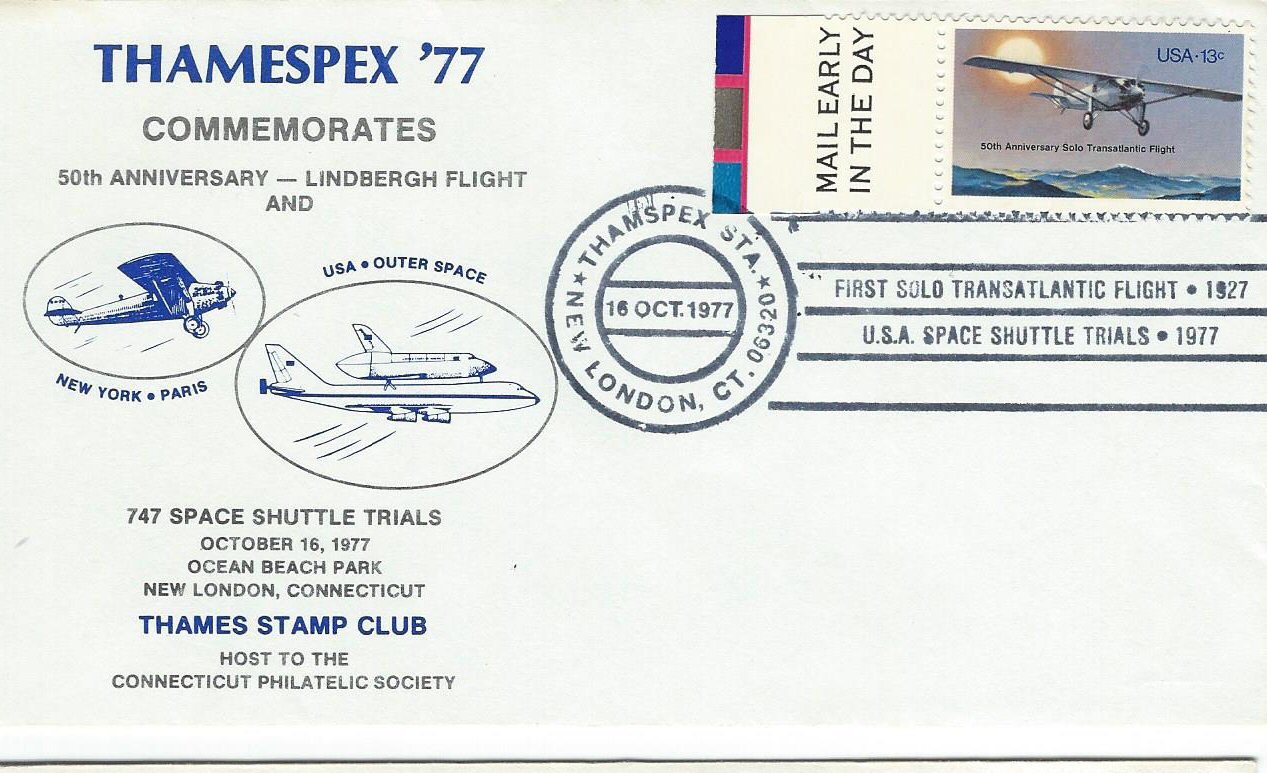 THAMESPEX '77
COMMEMORATES
50th ANNIVERSARY — LINDBERGH FLIGHT
AND
NEW YORK • PARIS
USA • OUTER SPACE
747 SPACE SHUTTLE TRIALS
OCTOBER 16, 1977
OCEAN BEACH PARK
NEW LONDON, CONNECTICUT
THAMES STAMP CLUB
HOST TO THE
CONNECTICUT PHILATELIC SOCIETY
MAIL EARLY
IN THE DAY
USA • 13c
50th Anniversary Solo Transatlantic Flight
★ THAMSPEX STA. ★
16 OCT. 1977
NEW LONDON, CT. 06320
FIRST SOLO TRANSATLANTIC FLIGHT • 1927
U.S.A. SPACE SHUTTLE TRIALS • 1977